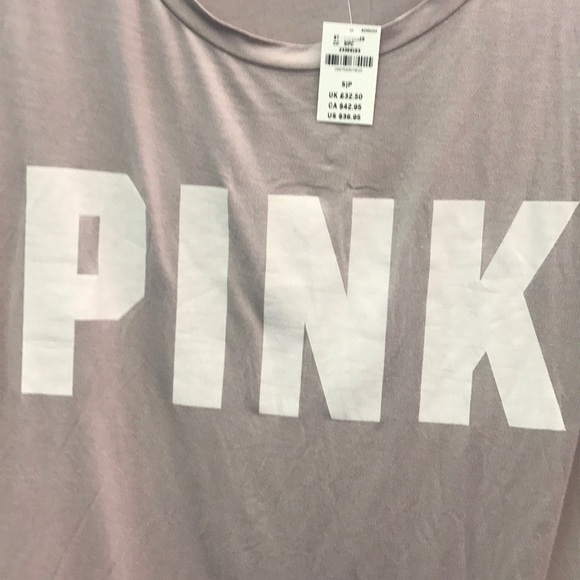 S|P
UK £32.50
CA $42.95
US $36.95
PINK